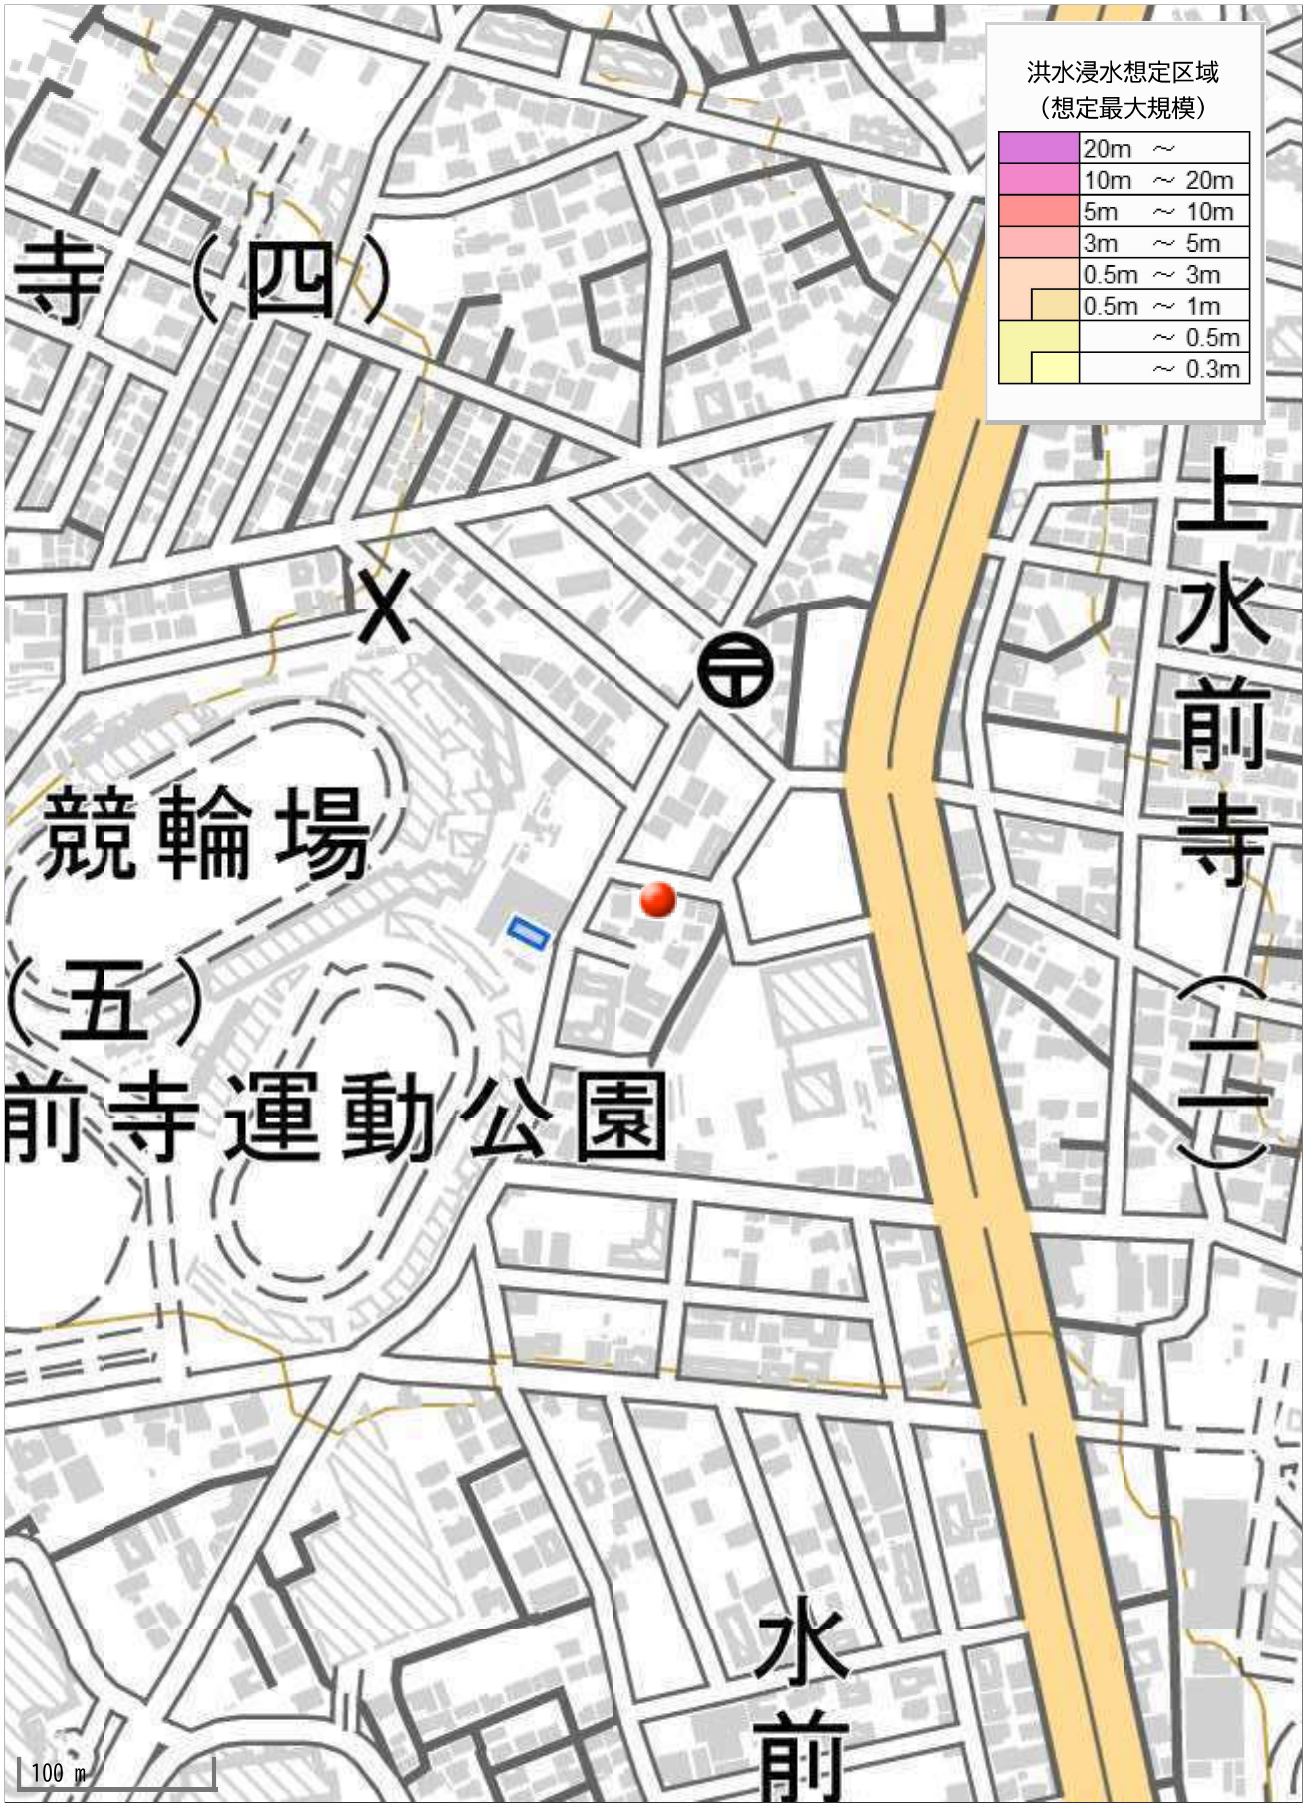 洪水浸水想定区域
（想定最大規模）
20m ～
10m ～ 20m
5m ～ 10m
3m ～ 5m
0.5m ～ 3m
0.5m ～ 1m
～ 0.5m
～ 0.3m
寺（四）
上水前寺（二）
競輪場
（五）
前寺運動公園
水前
100 m